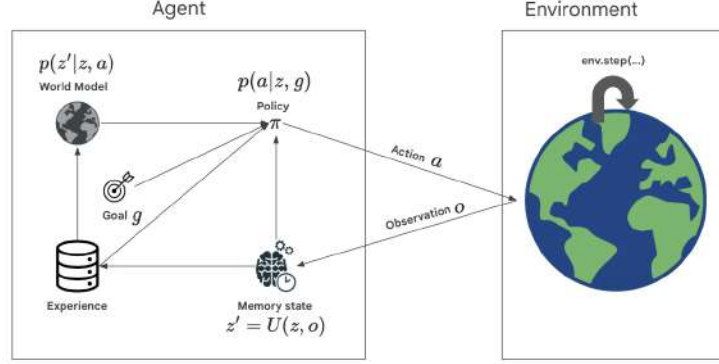 Agent
Environment
p(z'|z, a)
World Model
p(a|z, g)
Policy
π
env.step(...)
Action a
Goal g
Observation o
Experience
Memory state
z' = U(z, o)